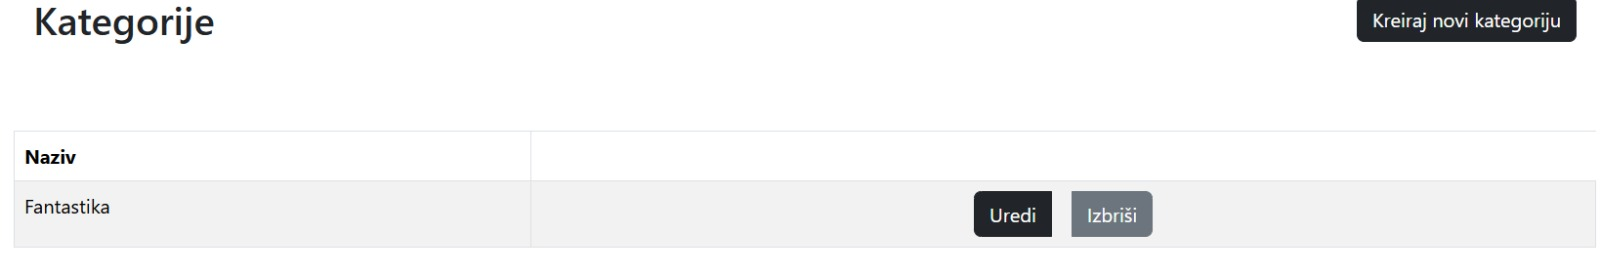 Kategorije
Kreiraj novi kategoriju
Naziv
Fantastika
Uredi
Izbriši